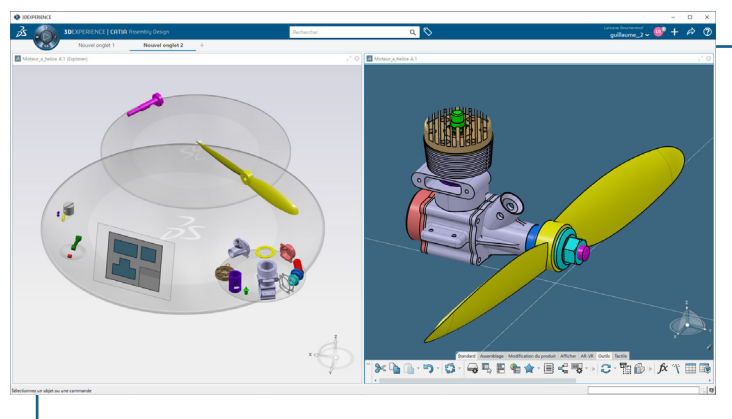 3DEXPERIENCE
3DEXPERIENCE | CATIA Assembly Design
Rechercher
guillaume_2
Nouvel onglet 1
Nouvel onglet 2
Moteur_a_helice A.1 (Explorer)
Moteur_a_helice A.1
Standard Assemblage Modification du produit Afficher AR-VR Outils Tactile
Sélectionnez un objet ou une commande